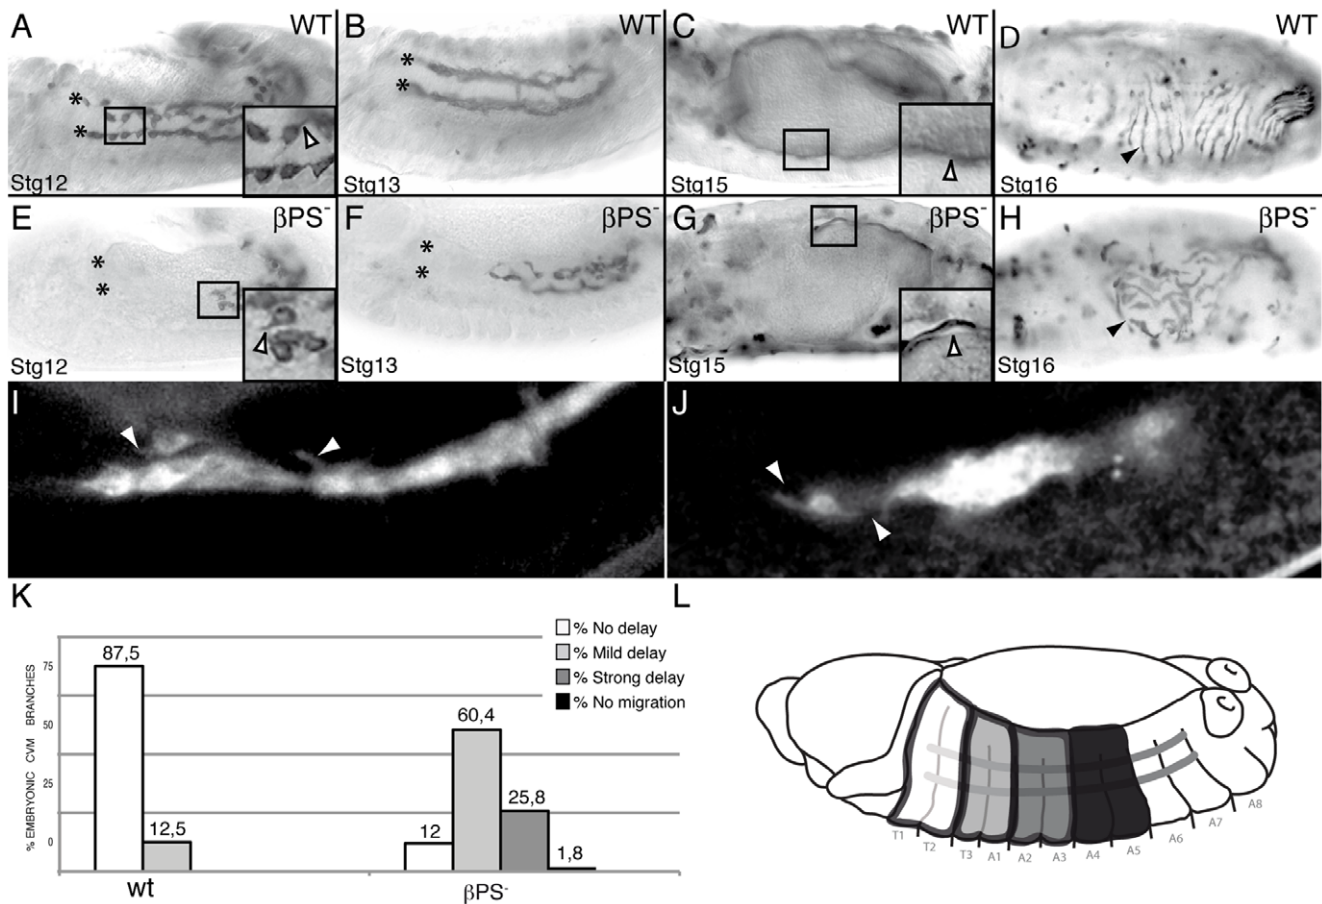 A WT
* *
Stg12
B WT
* *
Stg13
C WT
Stg15
D WT
Stg16
E βPS-
* *
Stg12
F βPS-
* *
Stg13
G βPS-
Stg15
H βPS-
Stg16
I
J
K
% EMBRYONIC CVM BRANCHES
75
50
25
0
87,5
12,5
12
60,4
25,8
1,8
wt
βPS-
% No delay
% Mild delay
% Strong delay
% No migration
L
T1 T2 T3 A1 A2 A3 A4 A5 A6 A7 A8